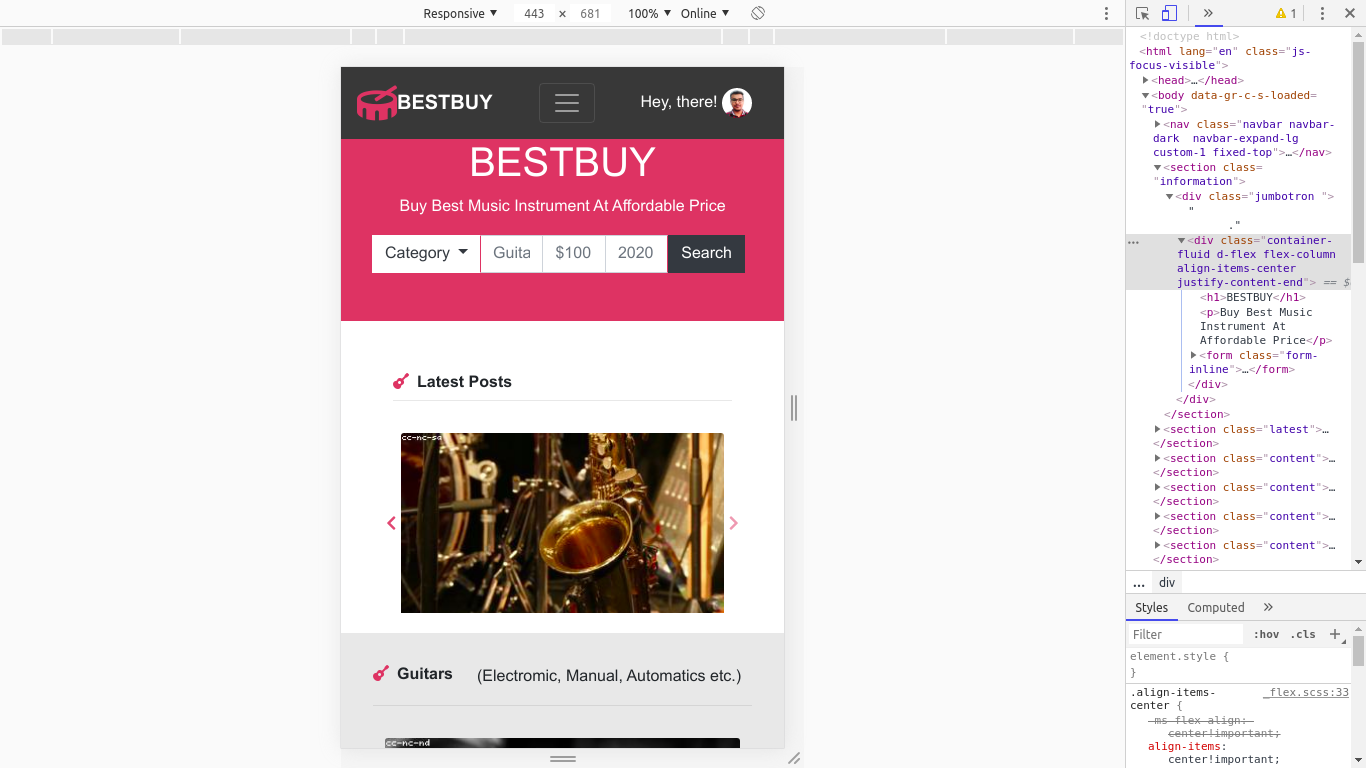 Responsive ▼ 443 x 681 100% ▼ Online ▼
BESTBUY
Hey, there!
BESTBUY
Buy Best Music Instrument At Affordable Price
Category
Guita
$100
2020
Search
Latest Posts
cc-nc-sa
Guitars
(Electromic, Manual, Automatics etc.)
cc-nc-nd
» 1
<!doctype html>
<html lang="en" class="js-
focus-visible">
<head>…</head>
<body data-gr-c-s-loaded=
"true">
<nav class="navbar navbar-
dark navbar-expand-lg
custom-1 fixed-top">…</nav>
<section class=
"information">
<div class="jumbotron ">
"
."
<div class="container-
fluid d-flex flex-column
align-items-center
justify-content-end"> == $
<h1>BESTBUY</h1>
<p>Buy Best Music
Instrument At
Affordable Price</p>
<form class="form-
inline">…</form>
</div>
</div>
</section>
<section class="latest">…
</section>
<section class="content">…
</section>
<section class="content">…
</section>
<section class="content">…
</section>
<section class="content">…
</section>
... div
Styles Computed »
Filter :hov .cls +
element.style {
}
.align-items- _flex.scss:33
center {
-ms-flex-align:
center!important;
align-items:
center!important;